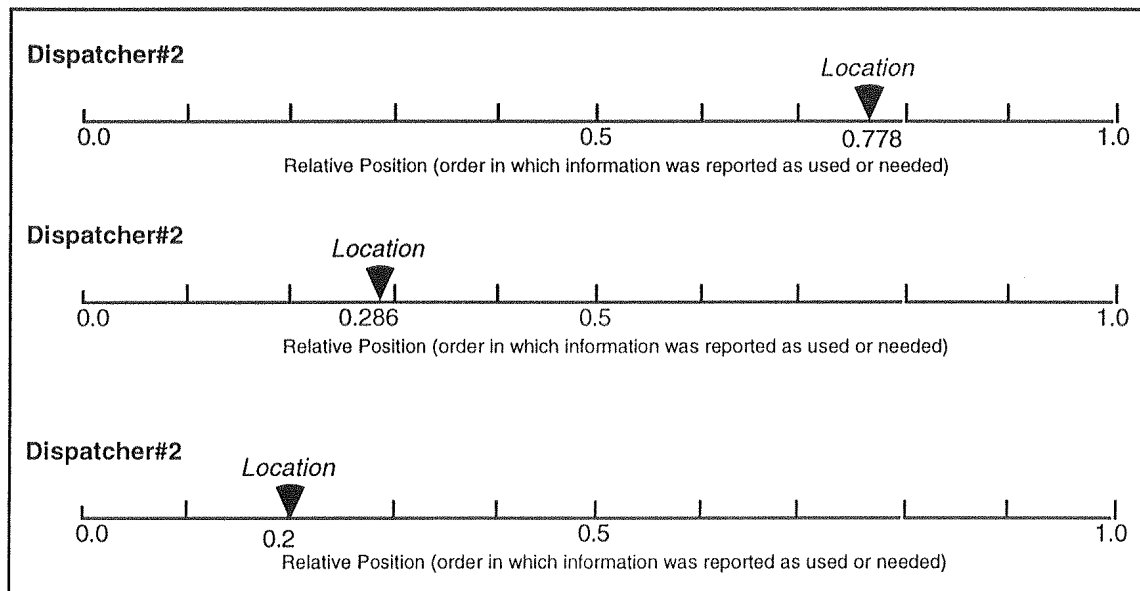 Dispatcher#2
Location
0.0 0.5 0.778 1.0
Relative Position (order in which information was reported as used or needed)
Dispatcher#2
Location
0.0 0.286 0.5 1.0
Relative Position (order in which information was reported as used or needed)
Dispatcher#2
Location
0.0 0.2 0.5 1.0
Relative Position (order in which information was reported as used or needed)